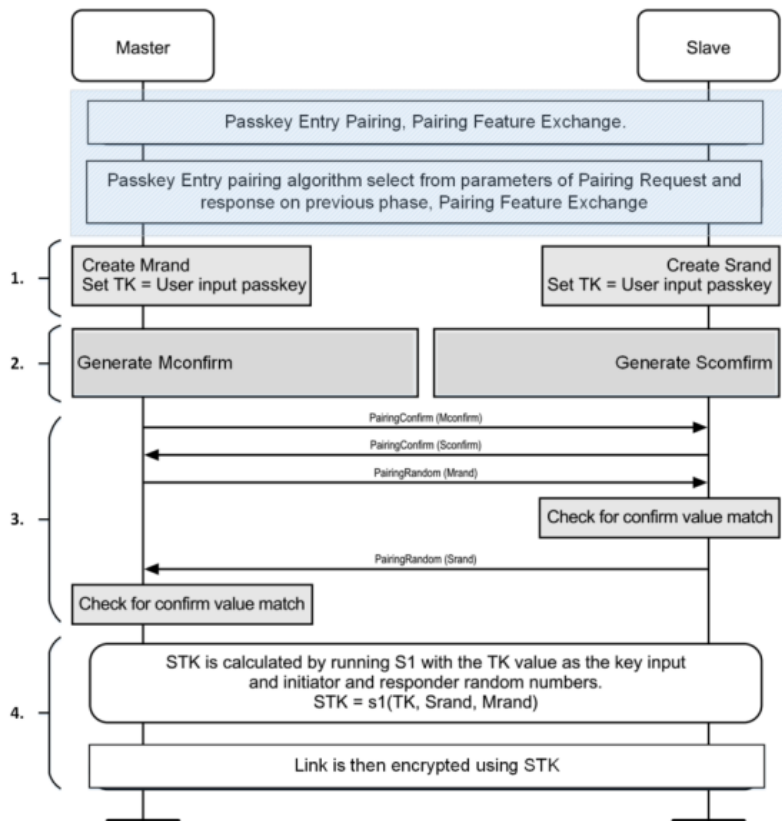 Master
Slave
Passkey Entry Pairing, Pairing Feature Exchange.
Passkey Entry pairing algorithm select from parameters of Pairing Request and
response on previous phase, Pairing Feature Exchange
1.
Create Mrand
Set TK = User input passkey
Create Srand
Set TK = User input passkey
2.
Generate Mconfirm
Generate Scomfirm
3.
PairingConfirm (Mconfirm)
PairingConfirm (Sconfirm)
PairingRandom (Mrand)
Check for confirm value match
PairingRandom (Srand)
Check for confirm value match
4.
STK is calculated by running S1 with the TK value as the key input
and initiator and responder random numbers.
STK = s1(TK, Srand, Mrand)
Link is then encrypted using STK